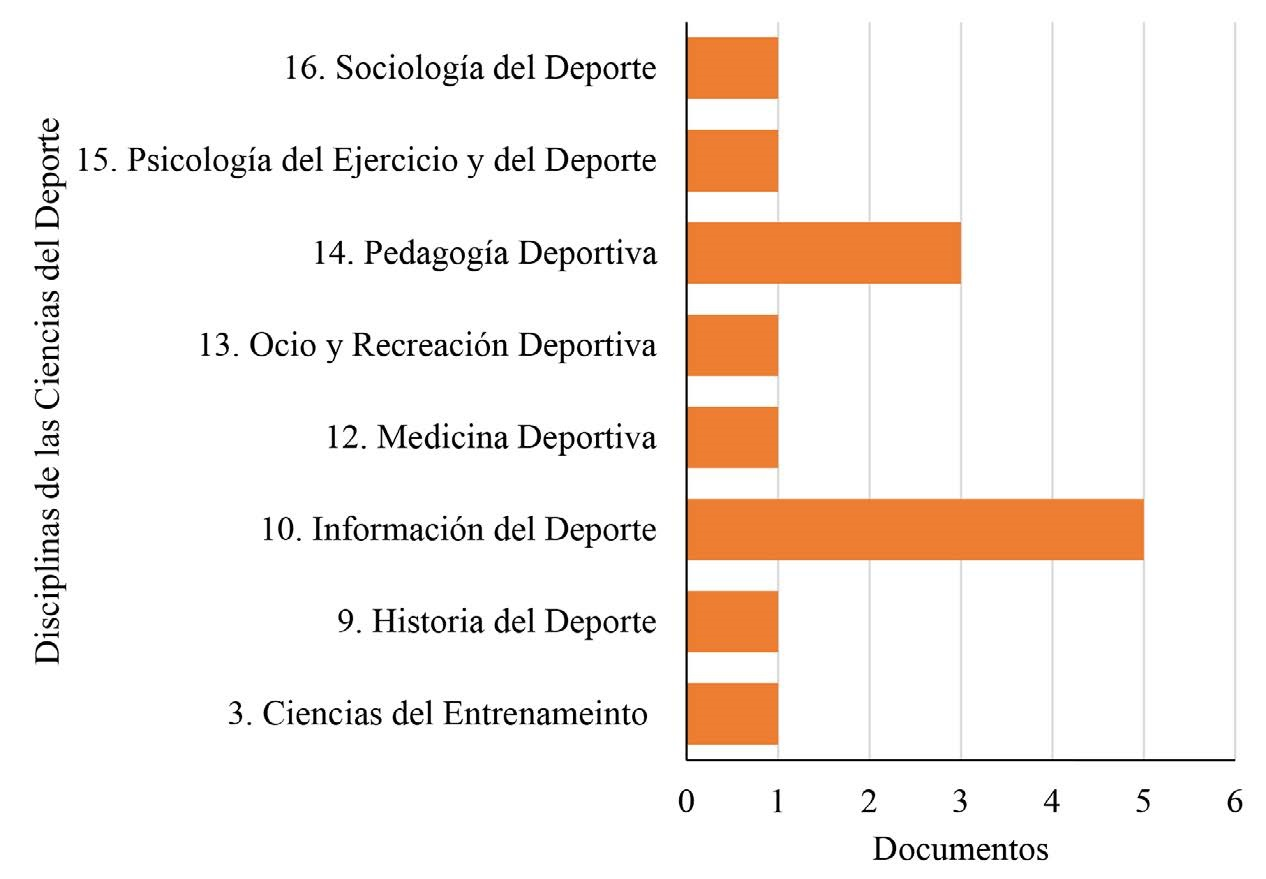 Disciplinas de las Ciencias del Deporte
16. Sociología del Deporte
15. Psicología del Ejercicio y del Deporte
14. Pedagogía Deportiva
13. Ocio y Recreación Deportiva
12. Medicina Deportiva
10. Información del Deporte
9. Historia del Deporte
3. Ciencias del Entrenameinto
0 1 2 3 4 5 6
Documentos